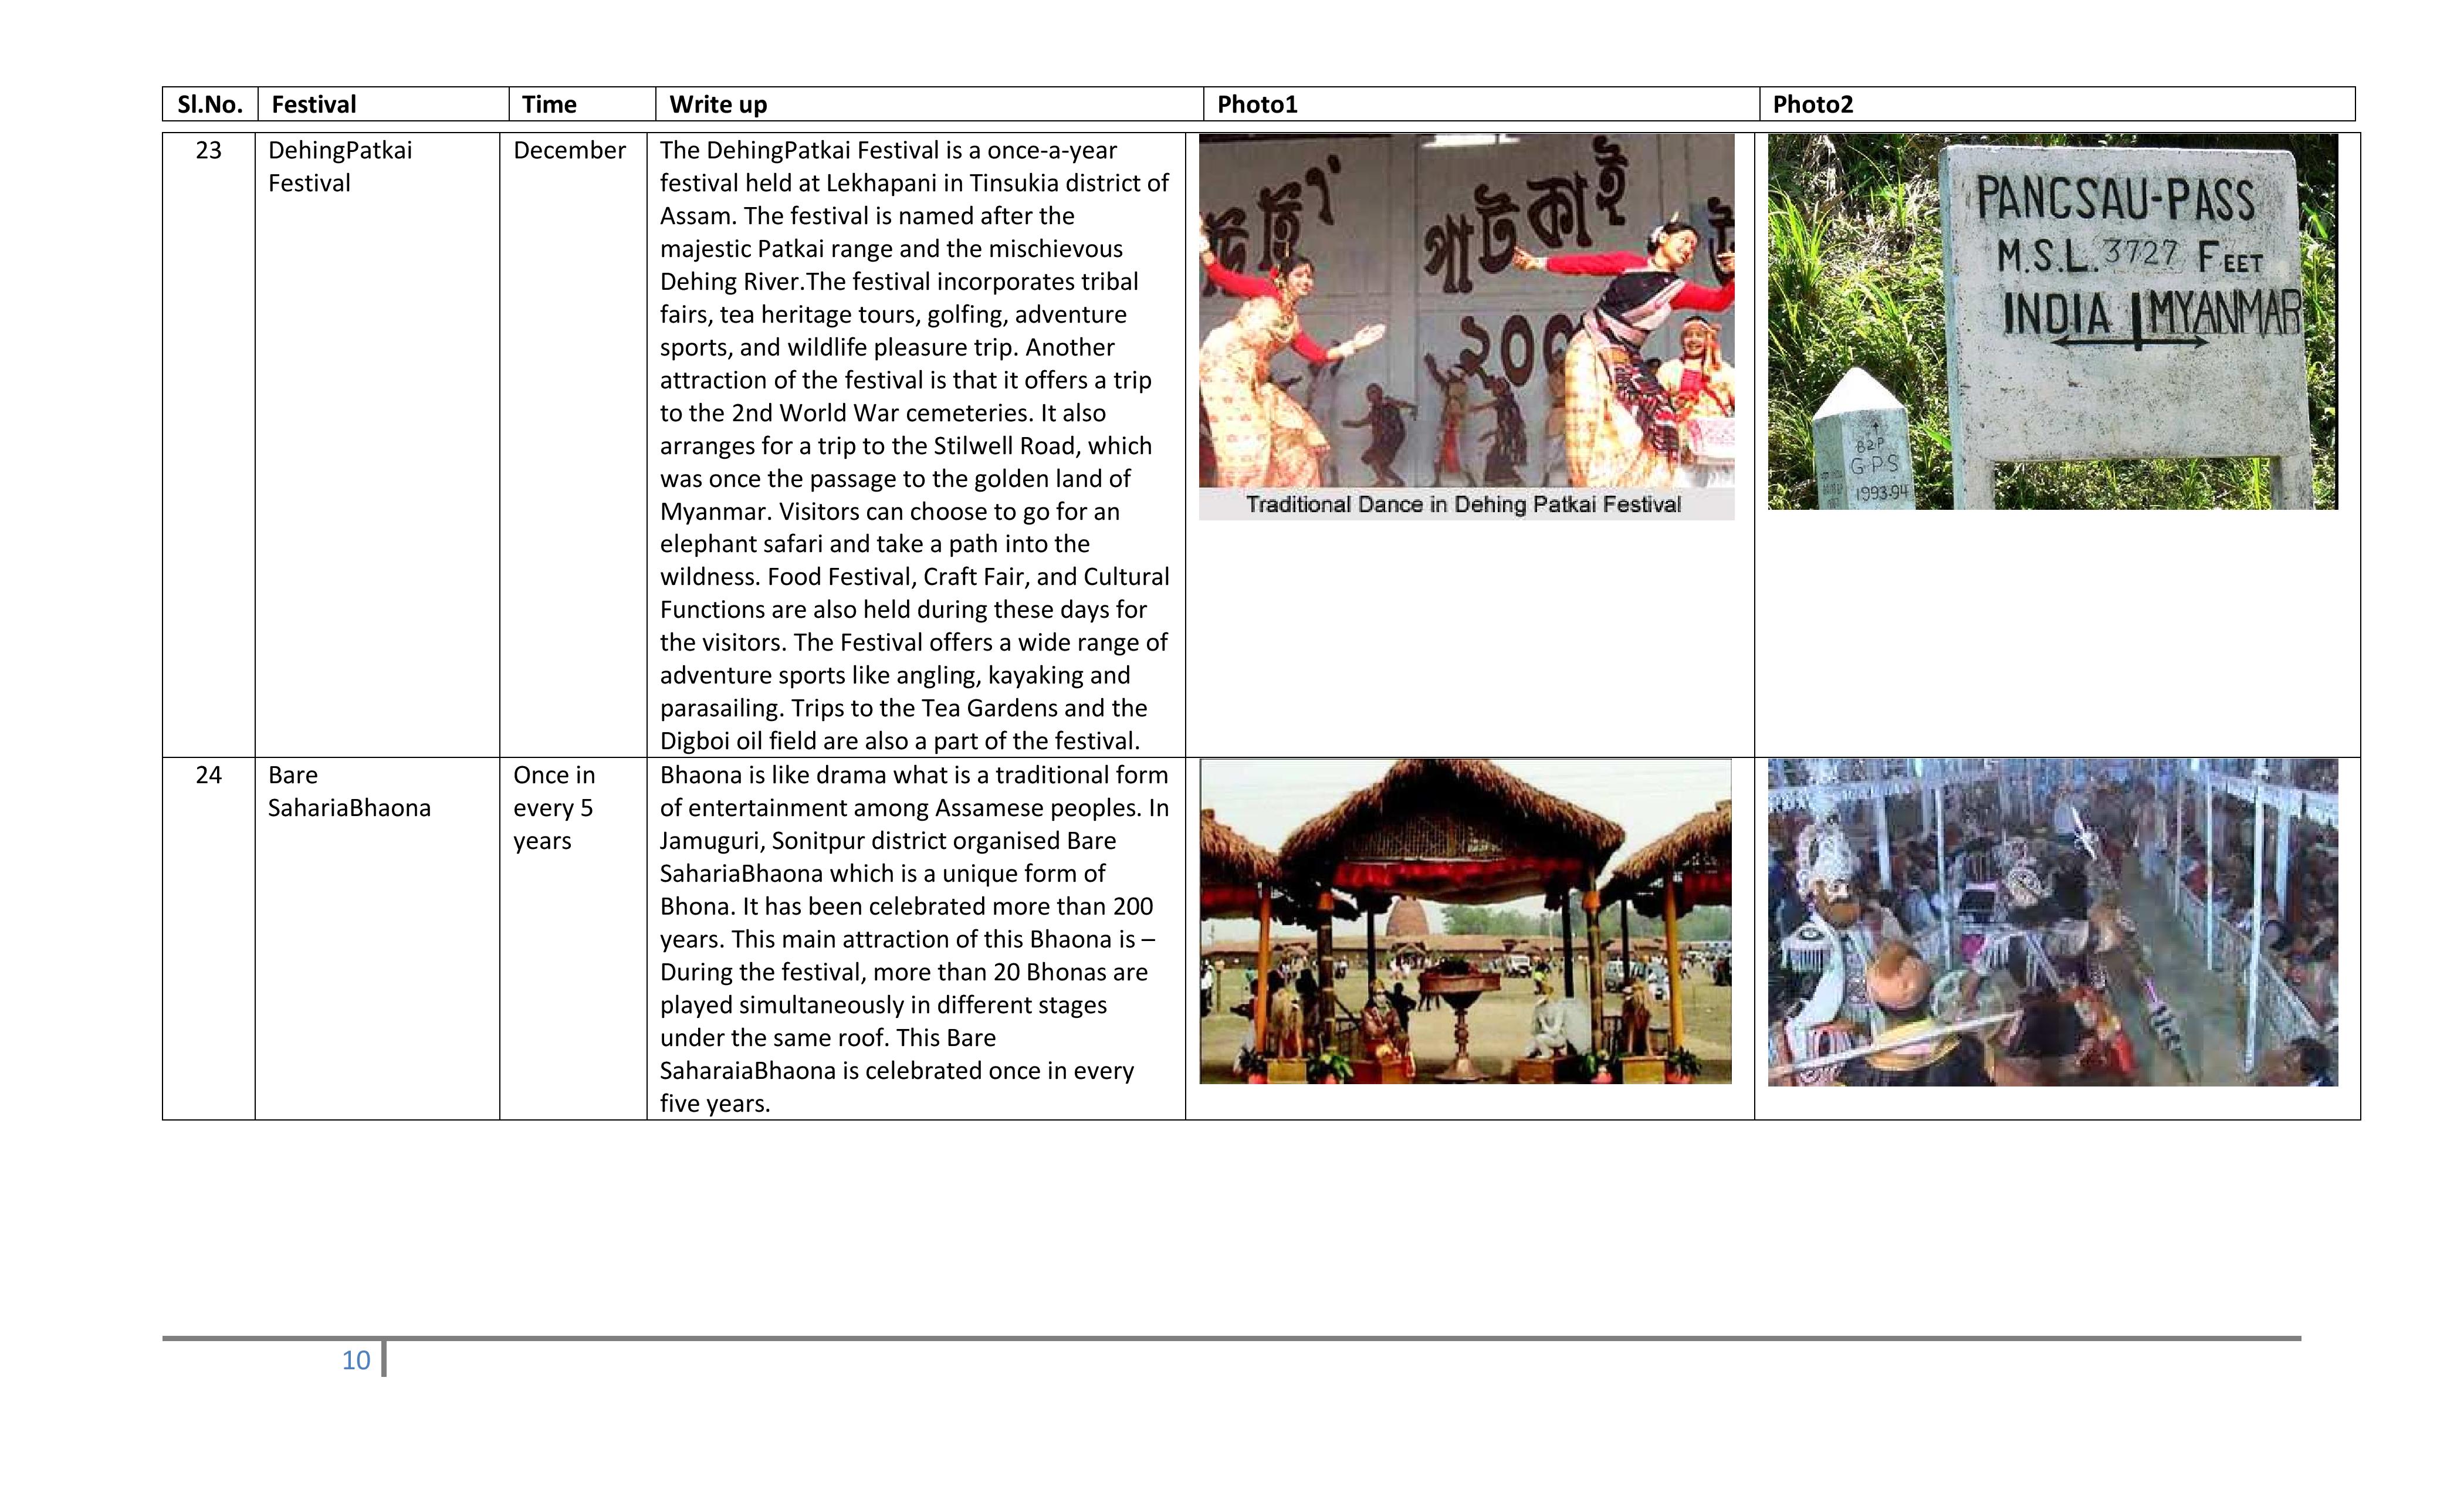 Sl.No.
Festival
Time
Write up
Photo1
Photo2
23
DehingPatkai
Festival
December
The DehingPatkai Festival is a once-a-year
festival held at Lekhapani in Tinsukia district of
Assam. The festival is named after the
majestic Patkai range and the mischievous
Dehing River.The festival incorporates tribal
fairs, tea heritage tours, golfing, adventure
sports, and wildlife pleasure trip. Another
attraction of the festival is that it offers a trip
to the 2nd World War cemeteries. It also
arranges for a trip to the Stilwell Road, which
was once the passage to the golden land of
Myanmar. Visitors can choose to go for an
elephant safari and take a path into the
wildness. Food Festival, Craft Fair, and Cultural
Functions are also held during these days for
the visitors. The Festival offers a wide range of
adventure sports like angling, kayaking and
parasailing. Trips to the Tea Gardens and the
Digboi oil field are also a part of the festival.
পাটকাই
Traditional Dance in Dehing Patkai Festival
PANGSAU-PASS
M.S.L. 3727 FEET
INDIA | MYANMAR
B2P
G-P-S
1993-94
24
Bare
SahariaBhaona
Once in
every 5
years
Bhaona is like drama what is a traditional form
of entertainment among Assamese peoples. In
Jamuguri, Sonitpur district organised Bare
SahariaBhaona which is a unique form of
Bhona. It has been celebrated more than 200
years. This main attraction of this Bhaona is –
During the festival, more than 20 Bhonas are
played simultaneously in different stages
under the same roof. This Bare
SaharaiaBhaona is celebrated once in every
five years.
10